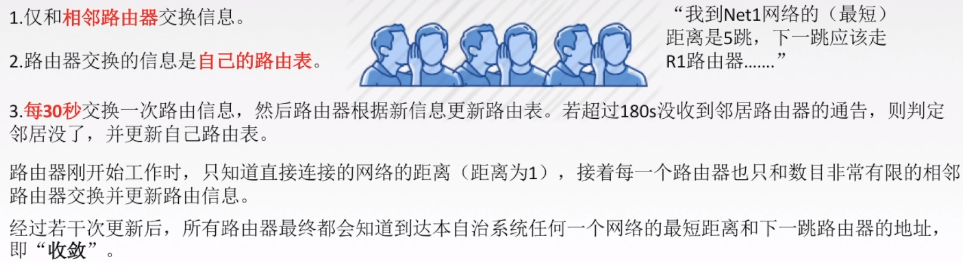 1.仅和相邻路由器交换信息。
2.路由器交换的信息是自己的路由表。
“我到Net1网络的（最短）
距离是5跳，下一跳应该走
R1路由器.......”
3.每30秒交换一次路由信息，然后路由器根据新信息更新路由表。若超过180s没收到邻居路由器的通告，则判定
邻居没了，并更新自己路由表。
路由器刚开始工作时，只知道直接连接的网络的距离（距离为1），接着每一个路由器也只和数目非常有限的相邻
路由器交换并更新路由信息。
经过若干次更新后，所有路由器最终都会知道到达本自治系统任何一个网络的最短距离和下一跳路由器的地址，
即“收敛”。